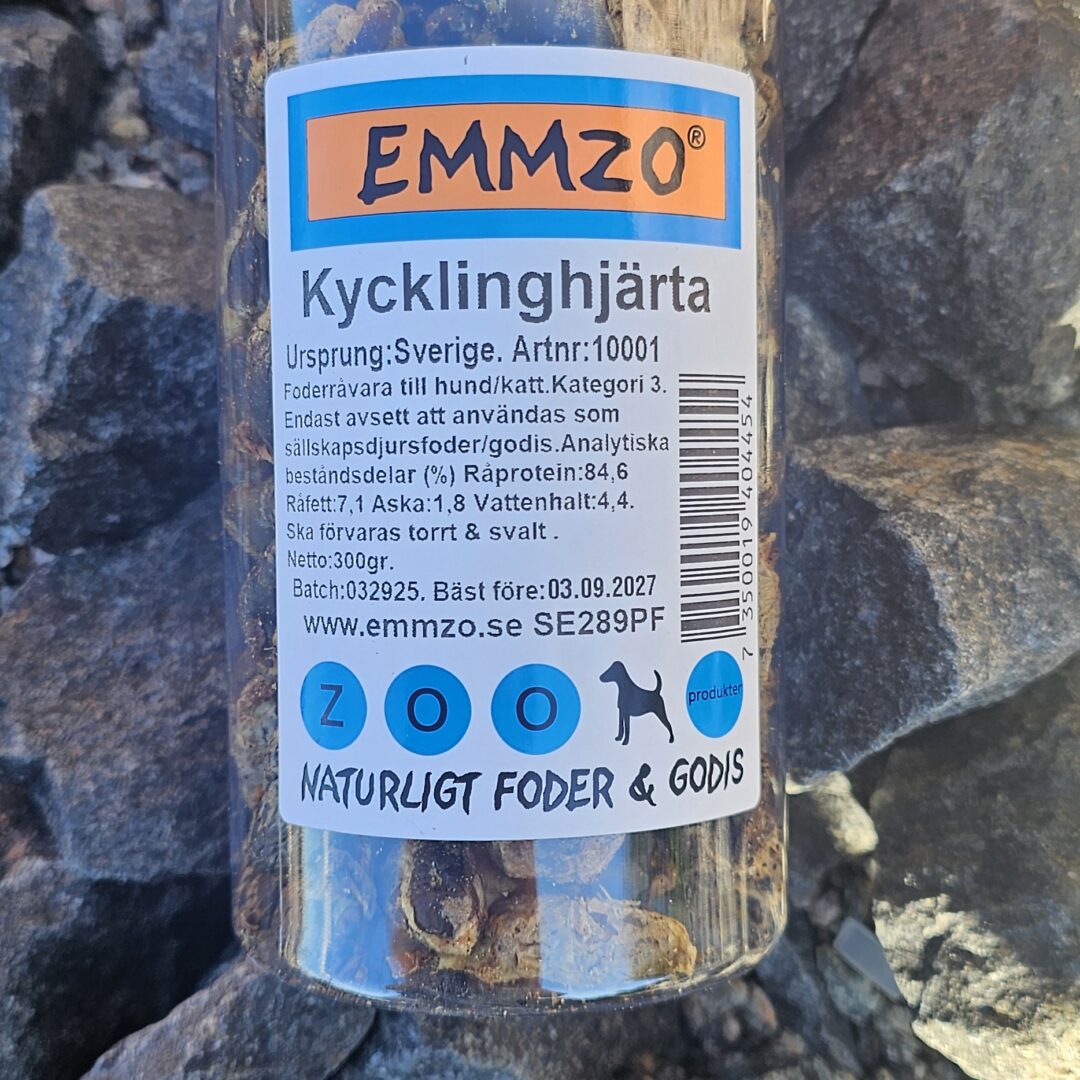 EMMZO®
Kycklinghjärta
Ursprung:Sverige. Artnr:10001
Foderråvara till hund/katt.Kategori 3.
Endast avsett att användas som
sällskapsdjursfoder/godis.Analytiska
beståndsdelar (%) Råprotein:84,6
Råfett:7,1 Aska:1,8 Vattenhalt:4,4.
Ska förvaras torrt & svalt .
Netto:300gr.
Batch:032925. Bäst före:03.09.2027
www.emmzo.se SE289PF
7 350019 404454
ZOO produkter
NATURLIGT FODER & GODIS